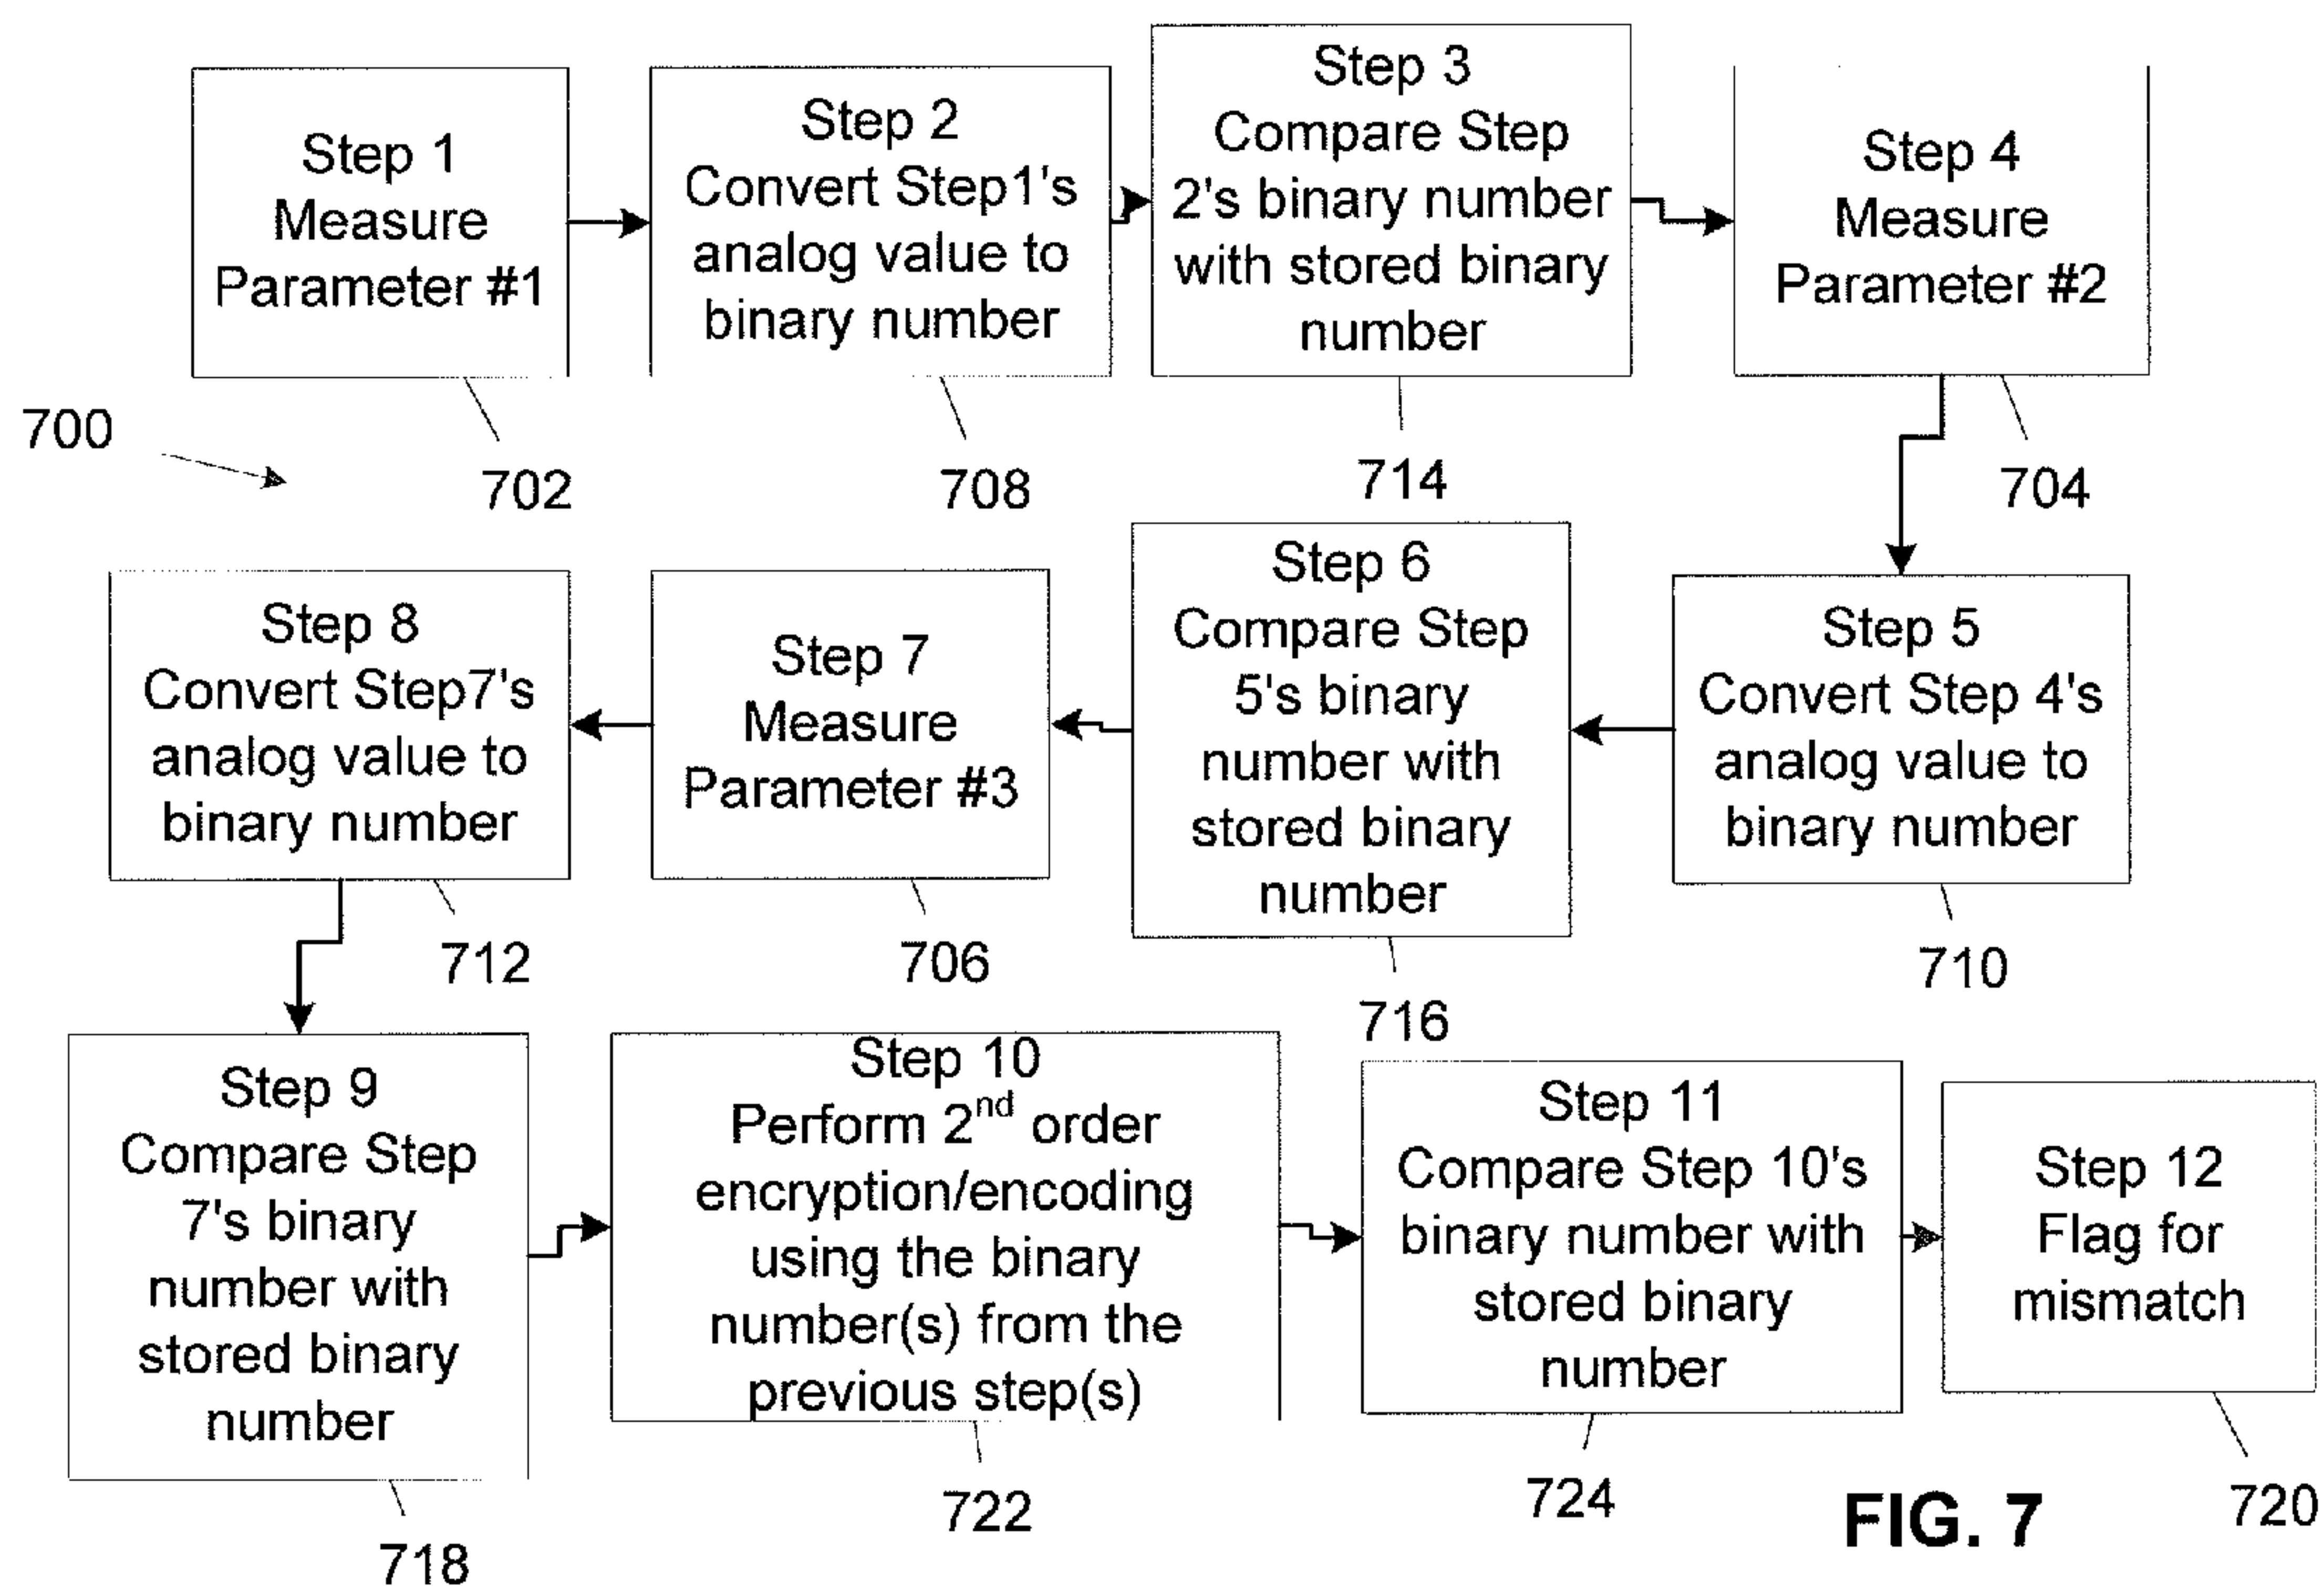 Step 1
Measure
Parameter #1
Step 2
Convert Step1's
analog value to
binary number
Step 3
Compare Step
2's binary number
with stored binary
number
Step 4
Measure
Parameter #2
700
702
708
714
704
Step 8
Convert Step7's
analog value to
binary number
Step 7
Measure
Parameter #3
Step 6
Compare Step
5's binary
number with
stored binary
number
Step 5
Convert Step 4's
analog value to
binary number
712
706
716
710
Step 9
Compare Step
7's binary
number with
stored binary
number
Step 10
Perform 2nd order
encryption/encoding
using the binary
number(s) from the
previous step(s)
Step 11
Compare Step 10's
binary number with
stored binary
number
Step 12
Flag for
mismatch
718
722
724
720
FIG. 7